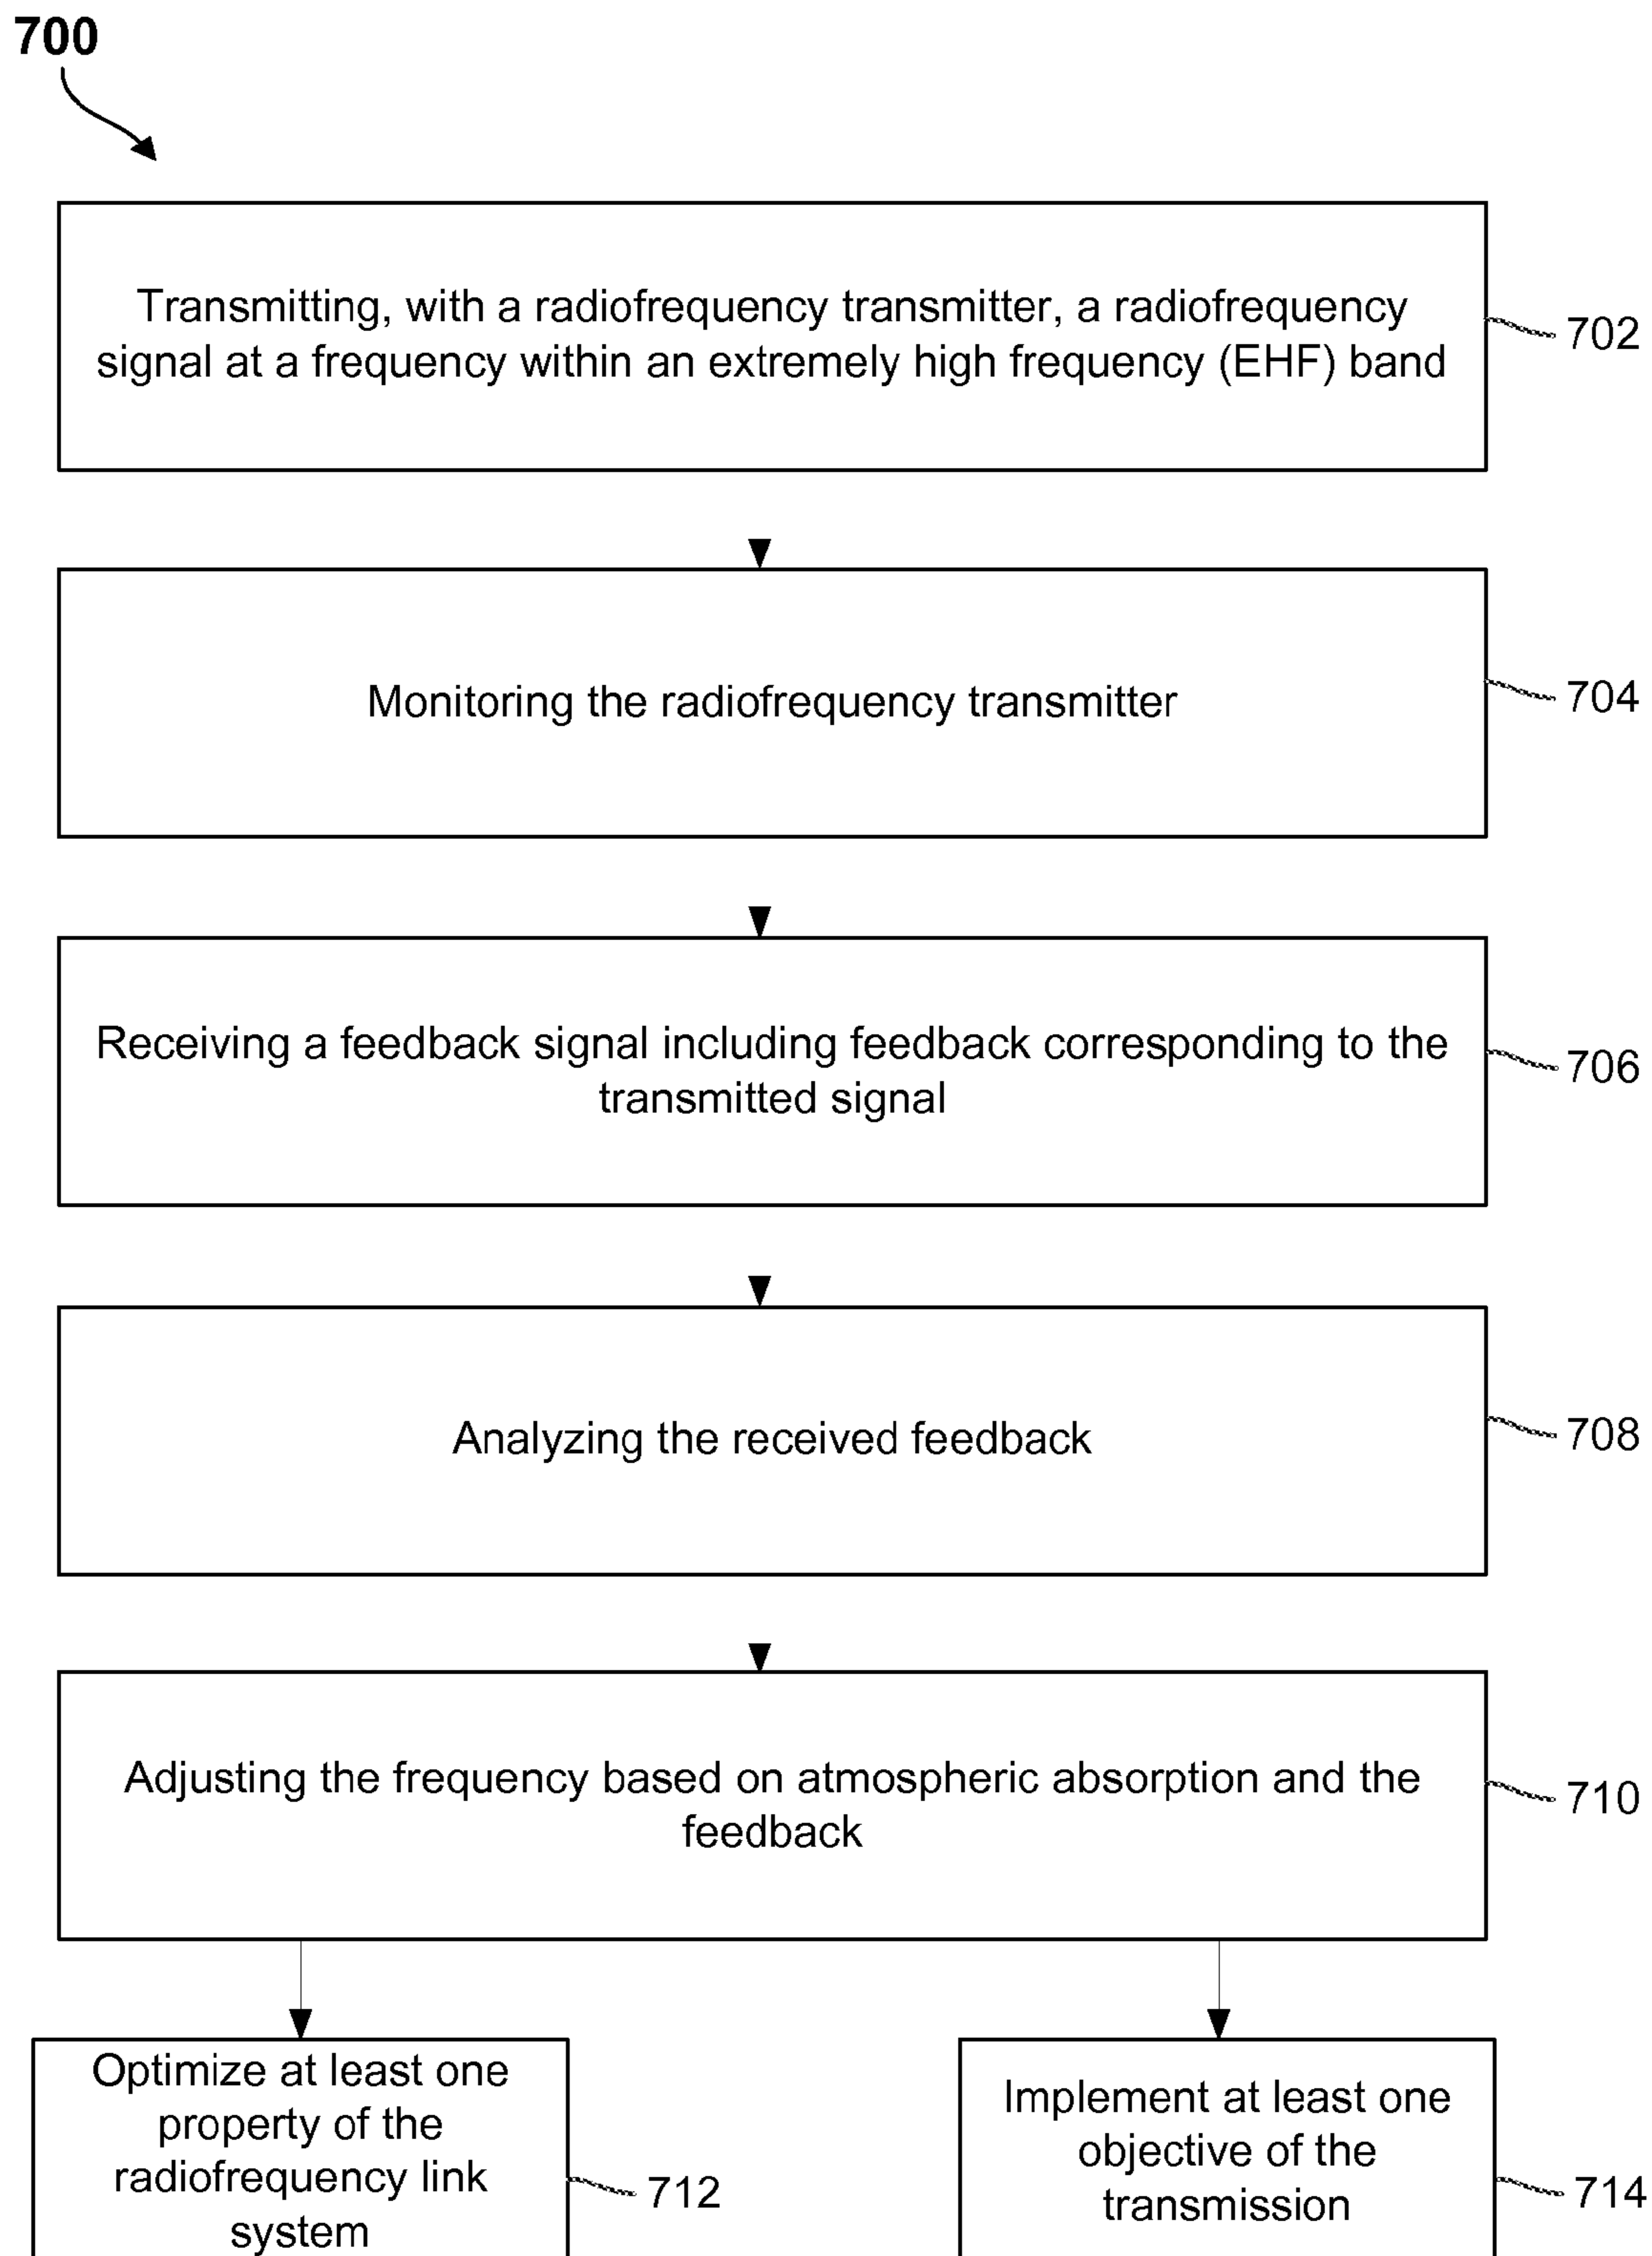 700
Transmitting, with a radiofrequency transmitter, a radiofrequency
signal at a frequency within an extremely high frequency (EHF) band
702
Monitoring the radiofrequency transmitter
704
Receiving a feedback signal including feedback corresponding to the
transmitted signal
706
Analyzing the received feedback
708
Adjusting the frequency based on atmospheric absorption and the
feedback
710
Optimize at least one
property of the
radiofrequency link
system
712
Implement at least one
objective of the
transmission
714